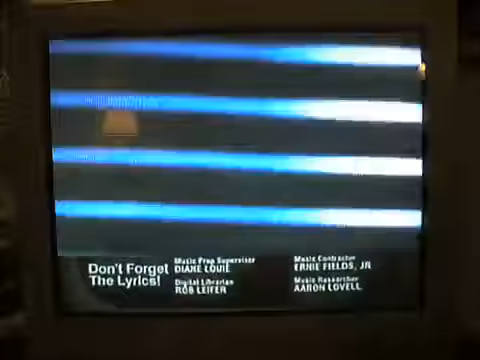 Don't Forget
The Lyrics!
Music Prep Supervisor
DIANE LOUIE
Digital Librarian
ROB LEIFER
Music Contractor
ERNIE FIELDS, JR
Music Researcher
AARON LOVELL